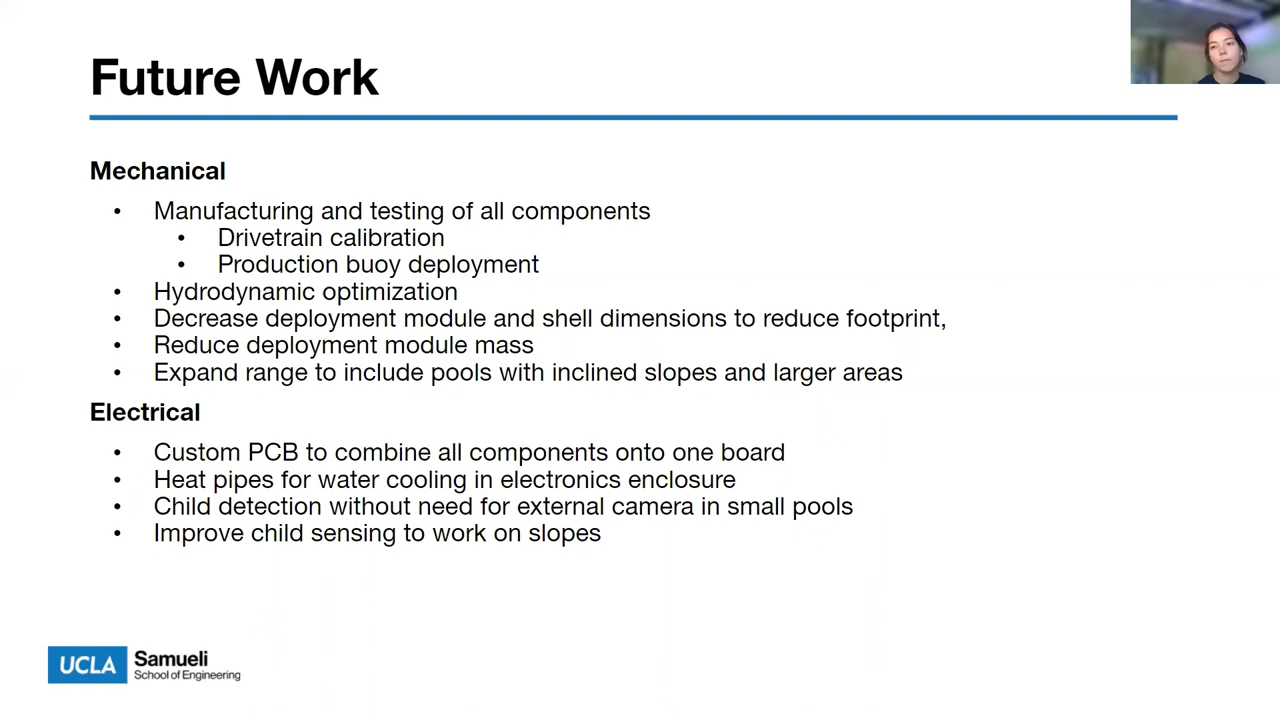 Future Work
Mechanical
• Manufacturing and testing of all components
• Drivetrain calibration
• Production buoy deployment
• Hydrodynamic optimization
• Decrease deployment module and shell dimensions to reduce footprint,
• Reduce deployment module mass
• Expand range to include pools with inclined slopes and larger areas
Electrical
• Custom PCB to combine all components onto one board
• Heat pipes for water cooling in electronics enclosure
• Child detection without need for external camera in small pools
• Improve child sensing to work on slopes
UCLA Samueli
School of Engineering